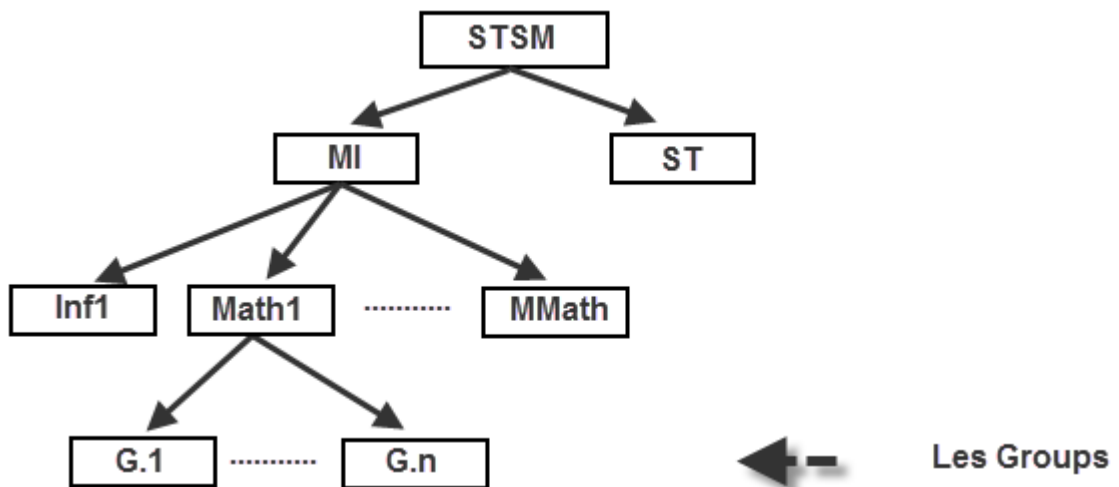 STSM
MI
ST
Inf1
Math1
MMath
G.1
G.n
Les Groups